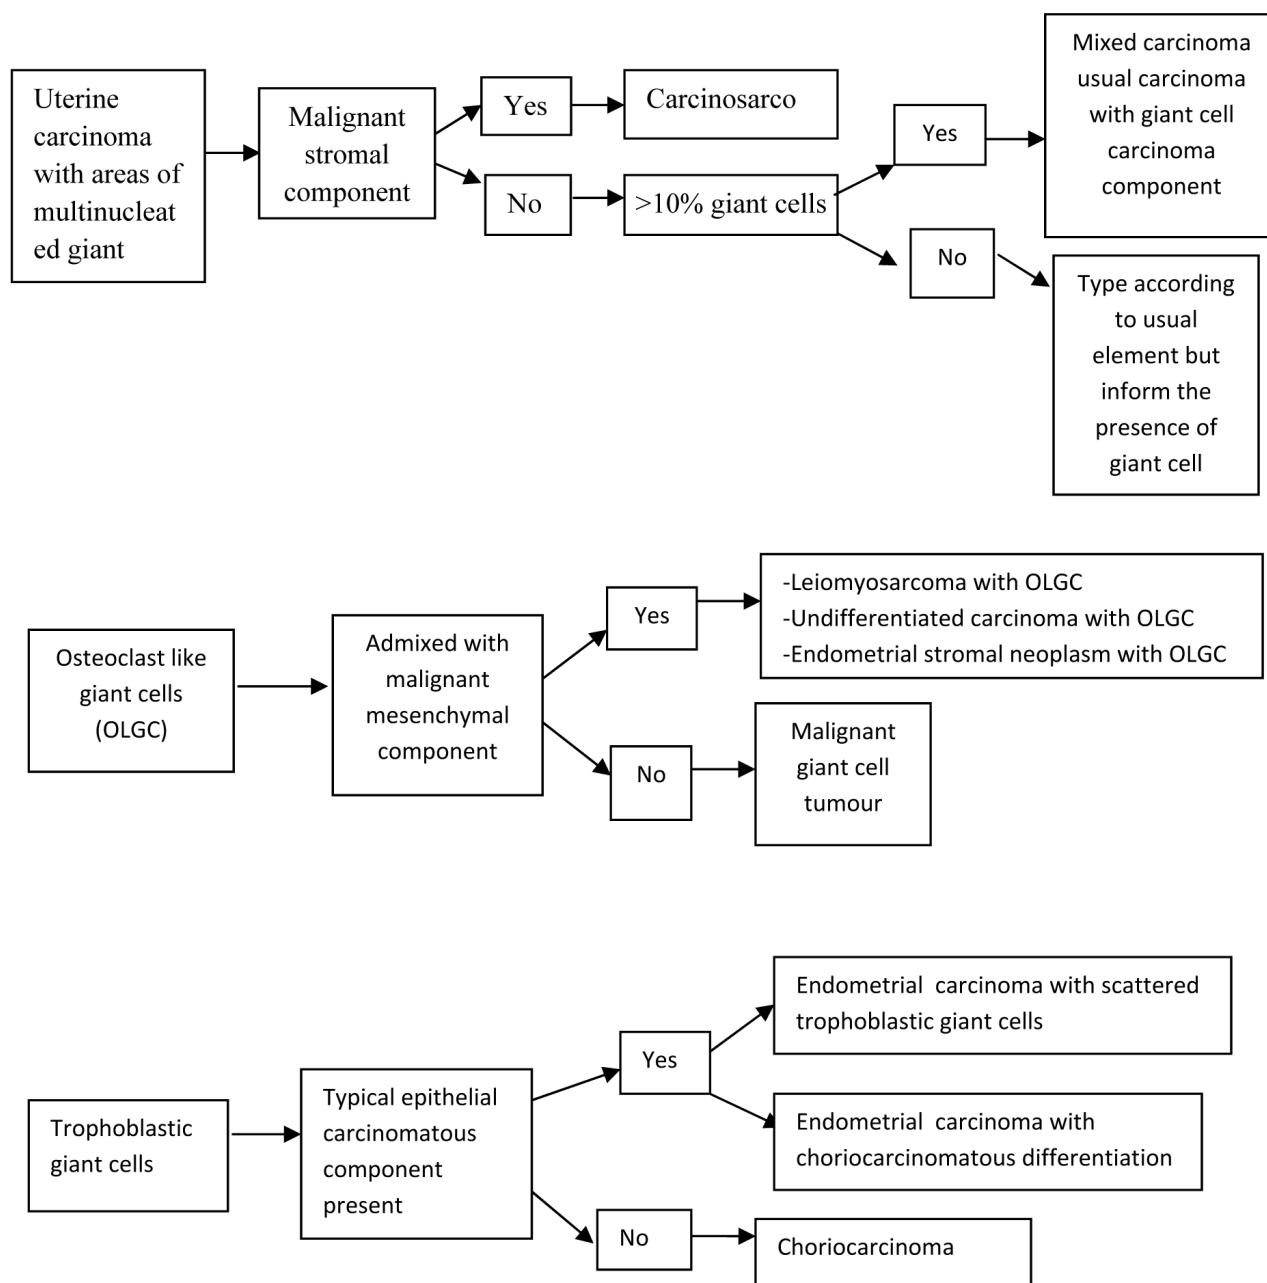 Uterine
carcinoma
with areas of
multinucleat
ed giant
Malignant
stromal
component
Yes
Carcinosarco
No
>10% giant cells
Yes
Mixed carcinoma
usual carcinoma
with giant cell
carcinoma
component
No
Type according
to usual
element but
inform the
presence of
giant cell
Osteoclast like
giant cells
(OLGC)
Admixed with
malignant
mesenchymal
component
Yes
-Leiomyosarcoma with OLGC
-Undifferentiated carcinoma with OLGC
-Endometrial stromal neoplasm with OLGC
No
Malignant
giant cell
tumour
Trophoblastic
giant cells
Typical epithelial
carcinomatous
component
present
Yes
Endometrial carcinoma with scattered
trophoblastic giant cells
Endometrial carcinoma with
choriocarcinomatous differentiation
No
Choriocarcinoma